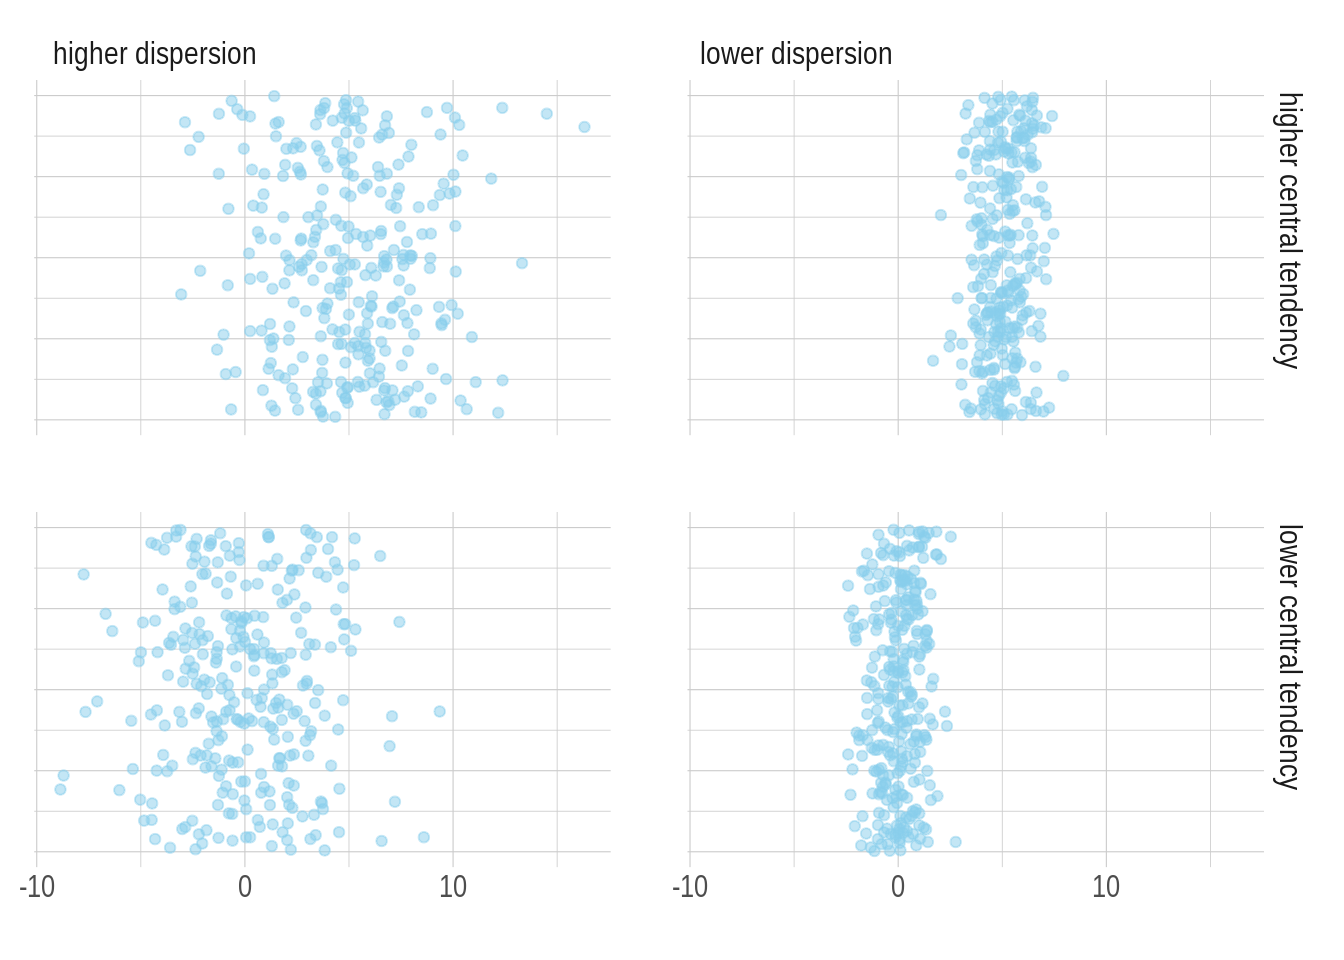 higher dispersion
lower dispersion
higher central tendency
lower central tendency
-10 0 10
-10 0 10